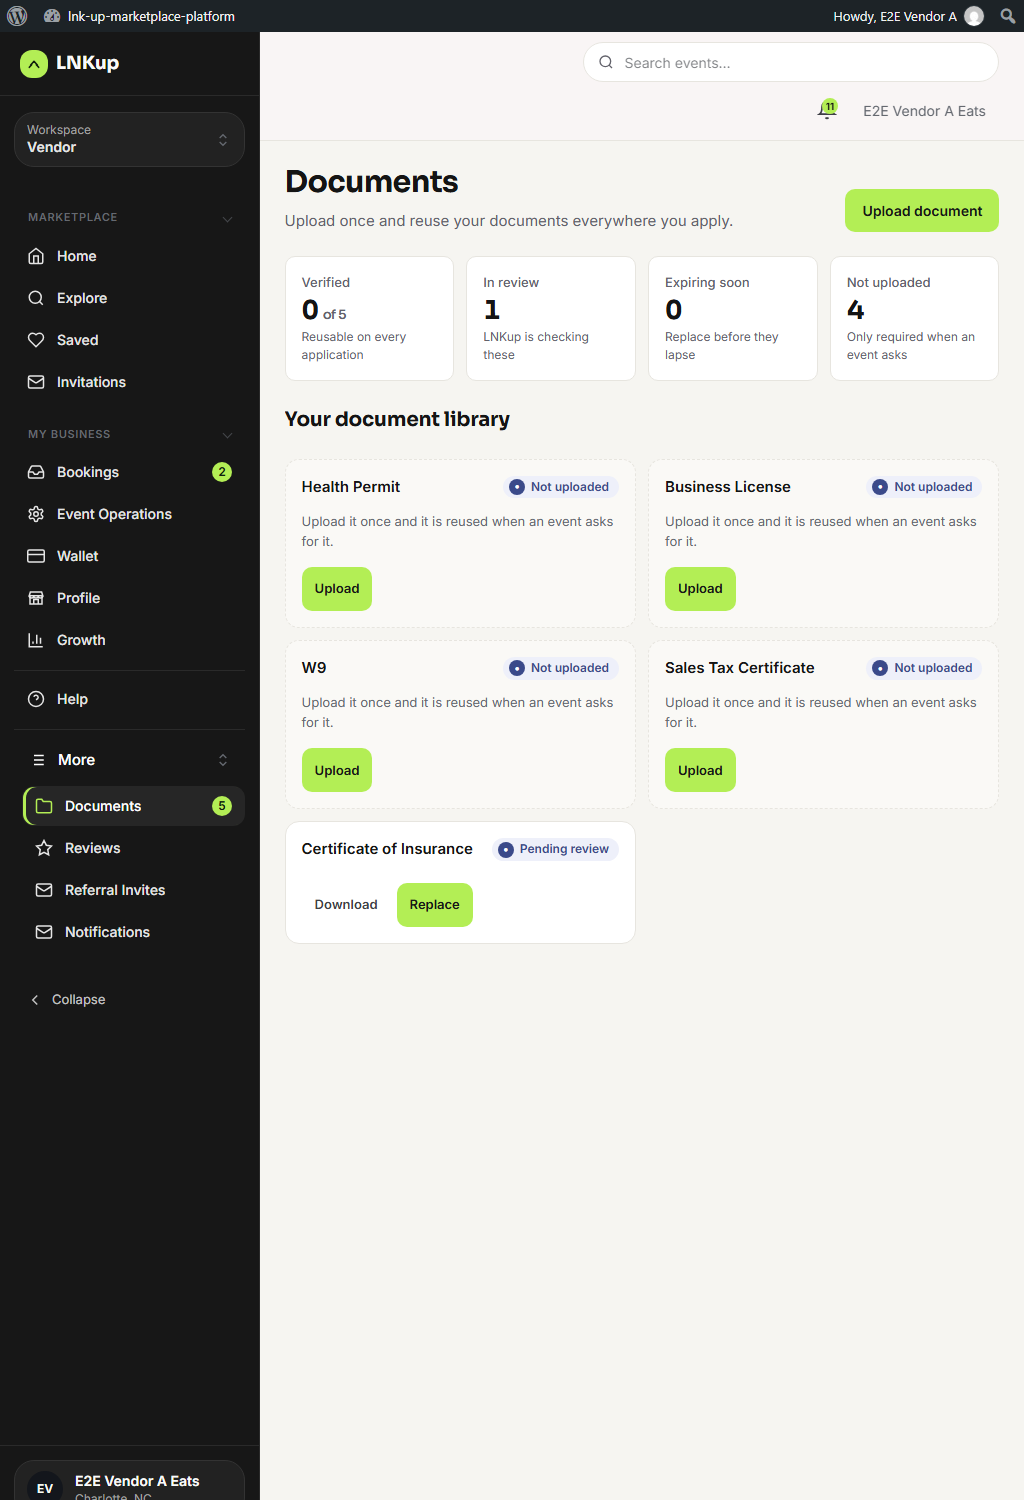 lnk-up-marketplace-platform
Howdy, E2E Vendor A
LNKup
Workspace
Vendor
MARKETPLACE
Home
Explore
Saved
Invitations
MY BUSINESS
Bookings 2
Event Operations
Wallet
Profile
Growth
Help
More
Documents 5
Reviews
Referral Invites
Notifications
Collapse
EV
E2E Vendor A Eats
Charlotte, NC
Search events...
11
E2E Vendor A Eats
Documents
Upload once and reuse your documents everywhere you apply.
Upload document
Verified
0 of 5
Reusable on every
application
In review
1
LNKup is checking
these
Expiring soon
0
Replace before they
lapse
Not uploaded
4
Only required when an
event asks
Your document library
Health Permit
Not uploaded
Upload it once and it is reused when an event asks
for it.
Upload
Business License
Not uploaded
Upload it once and it is reused when an event asks
for it.
Upload
W9
Not uploaded
Upload it once and it is reused when an event asks
for it.
Upload
Sales Tax Certificate
Not uploaded
Upload it once and it is reused when an event asks
for it.
Upload
Certificate of Insurance
Pending review
Download
Replace